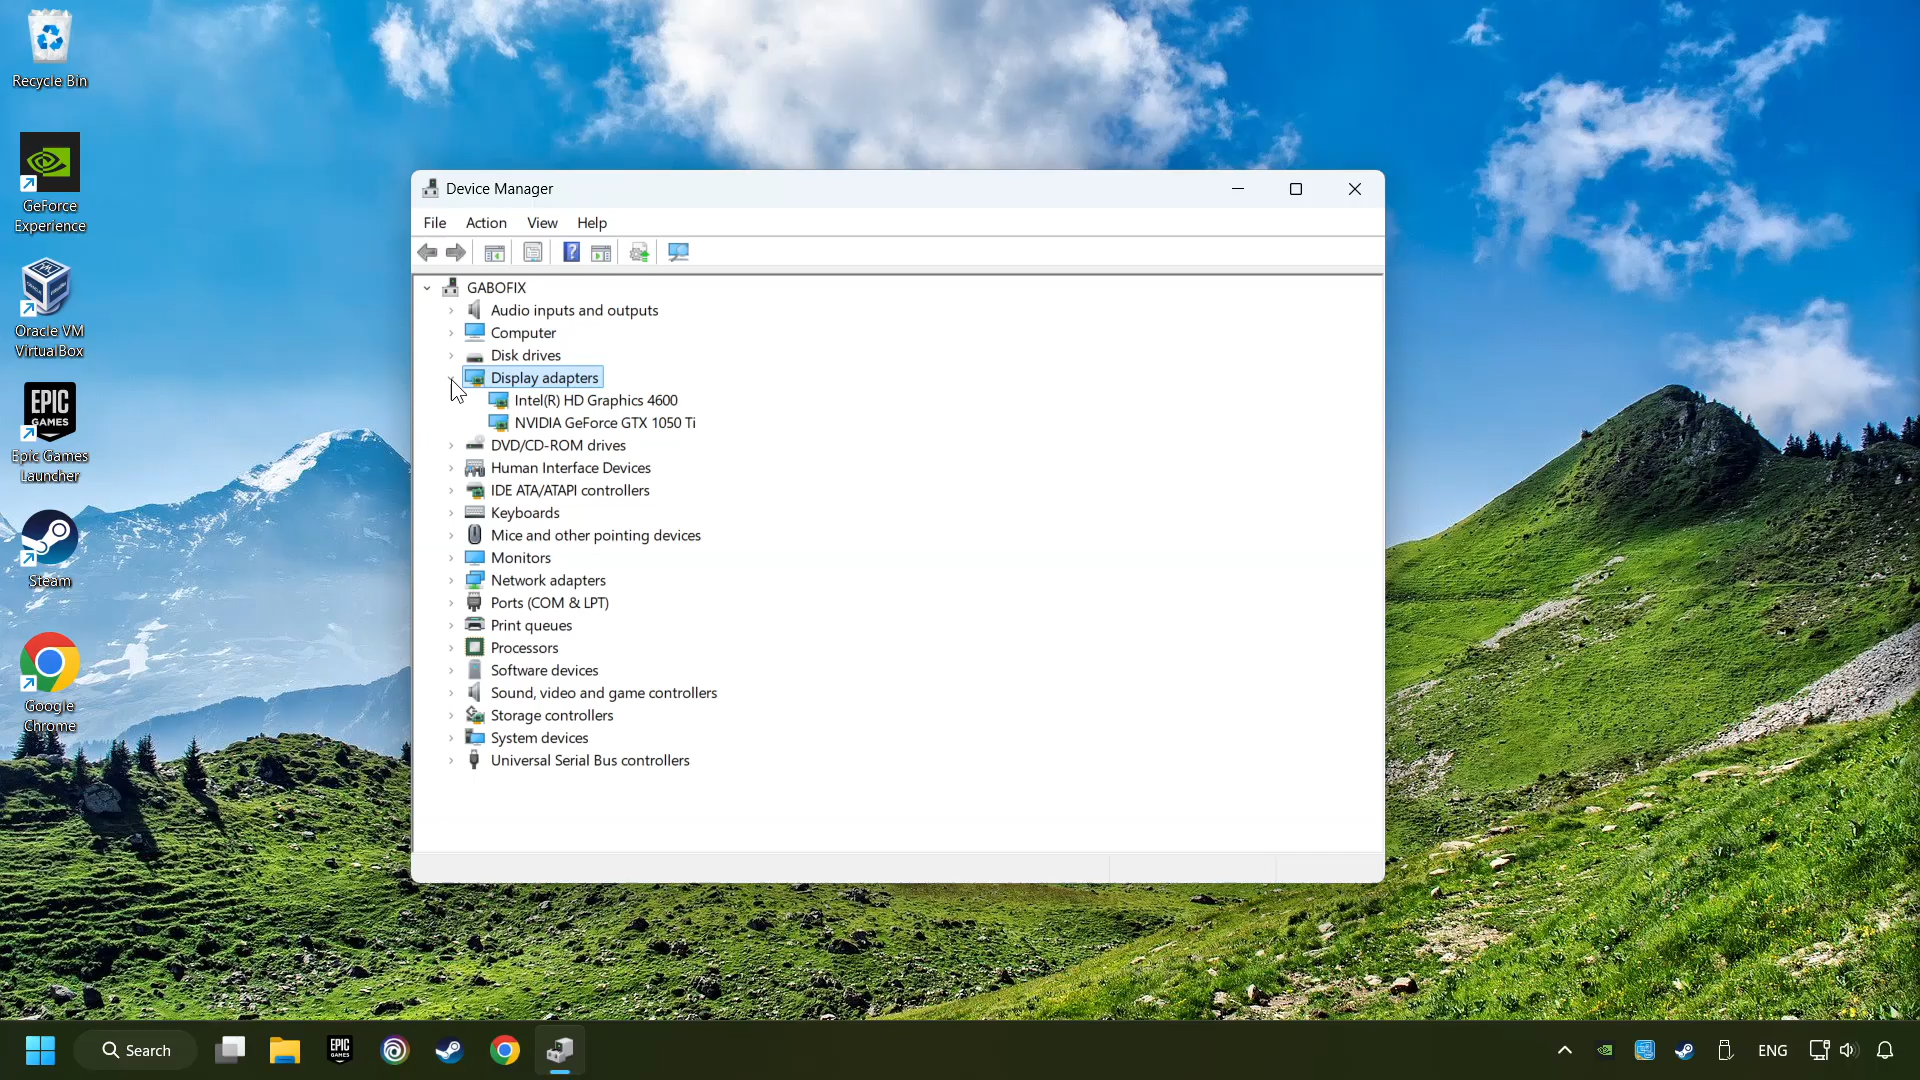 Recycle Bin
GeForce
Experience
Oracle VM
VirtualBox
EPIC
GAMES
Epic Games
Launcher
Steam
Google
Chrome
Device Manager
File Action View Help
GABOFIX
Audio inputs and outputs
Computer
Disk drives
Display adapters
Intel(R) HD Graphics 4600
NVIDIA GeForce GTX 1050 Ti
DVD/CD-ROM drives
Human Interface Devices
IDE ATA/ATAPI controllers
Keyboards
Mice and other pointing devices
Monitors
Network adapters
Ports (COM & LPT)
Print queues
Processors
Software devices
Sound, video and game controllers
Storage controllers
System devices
Universal Serial Bus controllers
Search
EPIC
GAMES
ENG